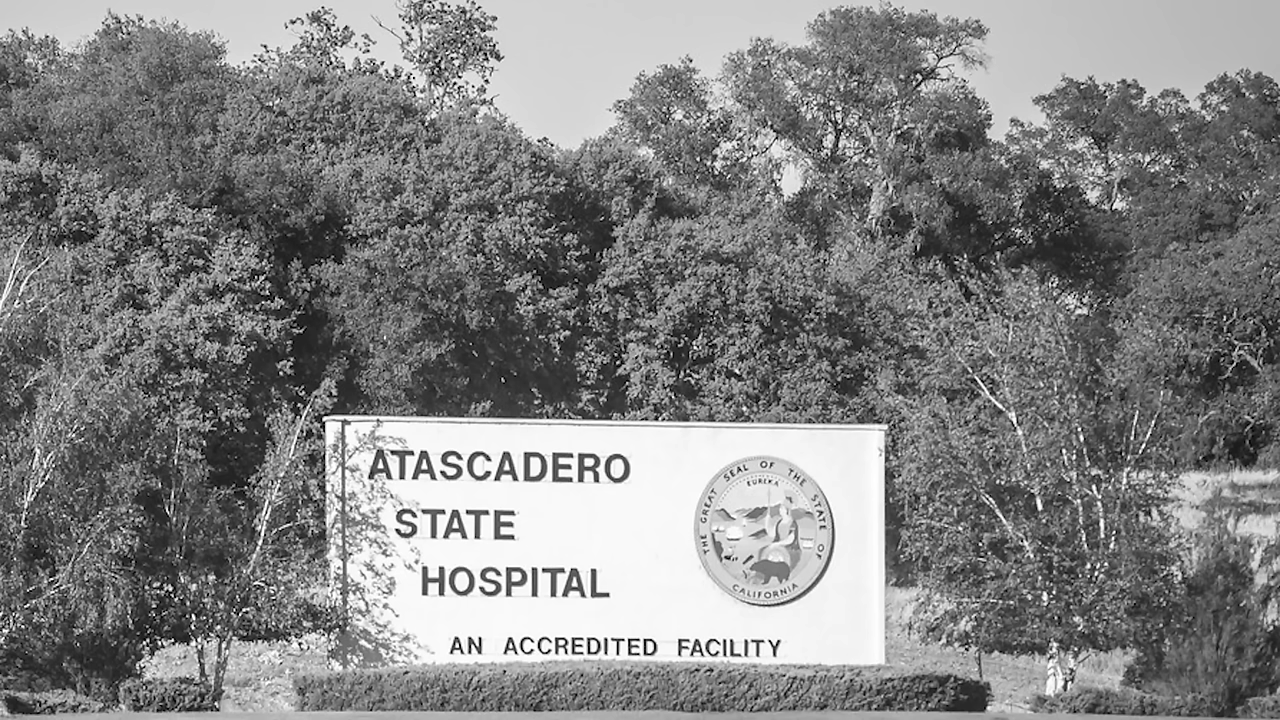 ATASCADERO
STATE
HOSPITAL
AN ACCREDITED FACILITY
THE GREAT SEAL OF THE STATE OF CALIFORNIA
EUREKA